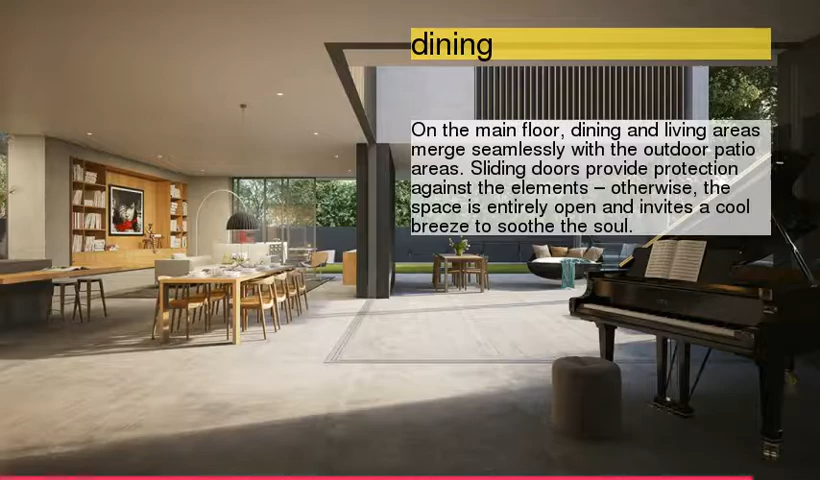 dining
On the main floor, dining and living areas
merge seamlessly with the outdoor patio
areas. Sliding doors provide protection
against the elements – otherwise, the
space is entirely open and invites a cool
breeze to soothe the soul.